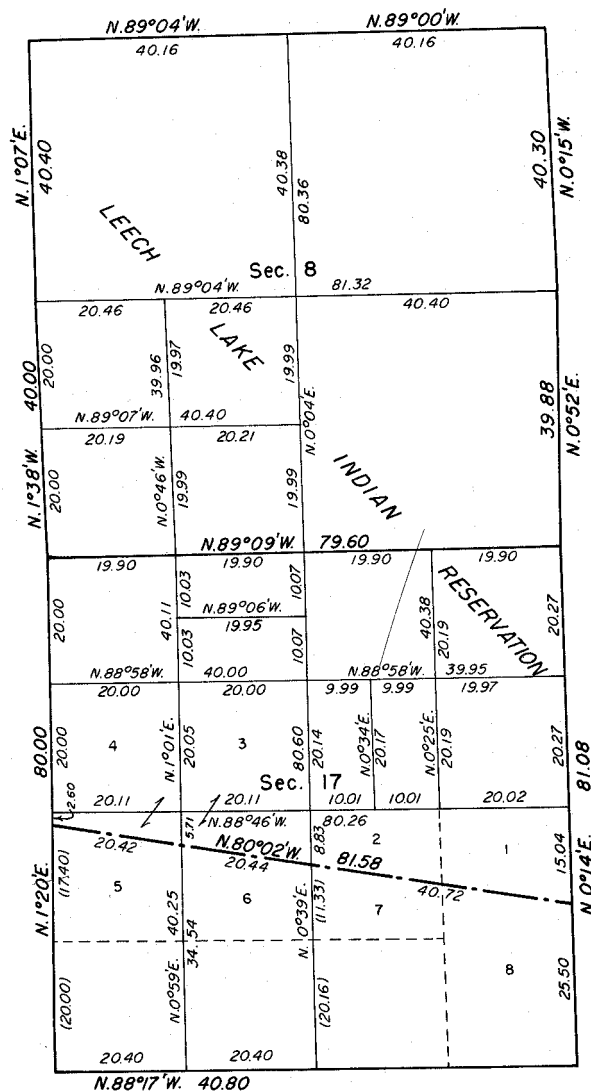 N.89°04'W. N.89°00'W.
40.16 40.16
N.1°07'E. 40.40 40.38 80.36 40.30 N.0°15'W.
LEECH
Sec. 8
N.89°04'W. 81.32
20.46 20.46 40.40
LAKE
40.00 20.00 39.96 19.97 19.99 N.0°04'E. 39.88 N.0°52'E.
N.89°07'W. 40.40
20.19 20.21
N.1°38'W. 20.00 N.0°46'W. 19.99 19.99
INDIAN
N.89°09'W. 79.60
19.90 19.90 19.90 19.90
20.00 40.11 10.03 10.07 40.38 20.19 20.27
RESERVATION
N.89°06'W.
19.95
10.03 10.07
N.88°58'W. 40.00 N.88°58'W. 39.95
20.00 20.00 9.99 9.99 19.97
80.00 20.00 4 N.1°01'E. 20.05 3 80.60 20.14 N.0°34'E. 20.17 N.0°25'E. 20.19 20.27 81.08
Sec. 17
2.60 20.11 20.11 10.01 10.01 20.02
5.71 N.88°46'W. 80.26
8.83 2 1 15.04
20.42 N.80°02'W. 81.58
20.44 40.72
N.1°20'E. (17.40) 5 40.25 6 N.0°39'E. (11.33) 7 N.0°14'E.
34.54
(20.00) N.0°59'E. (20.16) 8 25.50
20.40 20.40
N.88°17'W. 40.80